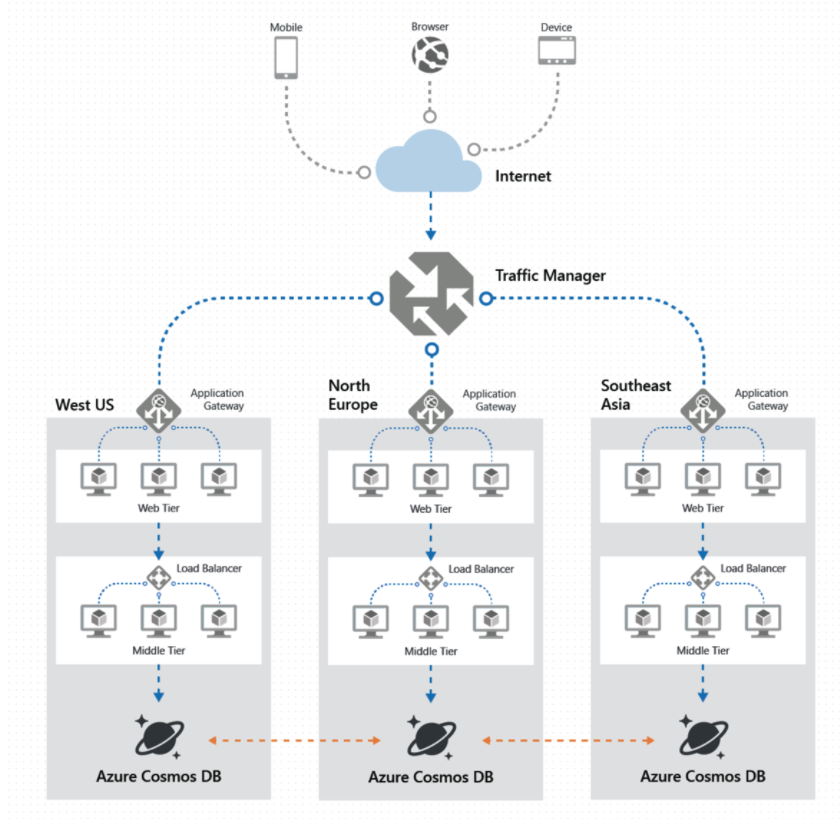 Mobile
Browser
Device
Internet
Traffic Manager
West US
Application
Gateway
North
Europe
Application
Gateway
Southeast
Asia
Application
Gateway
Web Tier
Web Tier
Web Tier
Load Balancer
Load Balancer
Load Balancer
Middle Tier
Middle Tier
Middle Tier
Azure Cosmos DB
Azure Cosmos DB
Azure Cosmos DB